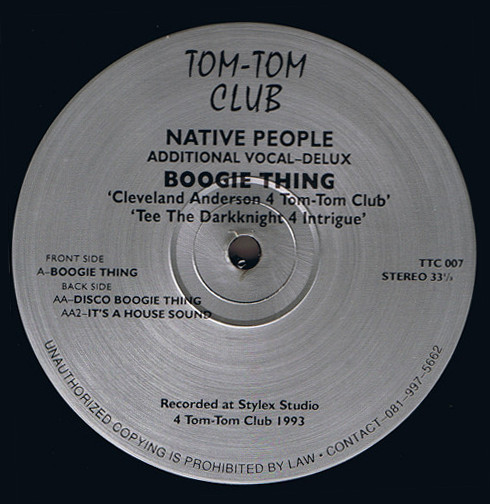 TOM-TOM
CLUB
NATIVE PEOPLE
ADDITIONAL VOCAL-DELUX
BOOGIE THING
'Cleveland Anderson 4 Tom-Tom Club'
'Tee The Darkknight 4 Intrigue'
FRONT SIDE
A-BOOGIE THING
BACK SIDE
AA-DISCO BOOGIE THING
AA2-IT'S A HOUSE SOUND
TTC 007
STEREO 33⅓
Recorded at Stylex Studio
4 Tom-Tom Club 1993
UNAUTHORIZED COPYING IS PROHIBITED BY LAW • CONTACT-081-997-5662